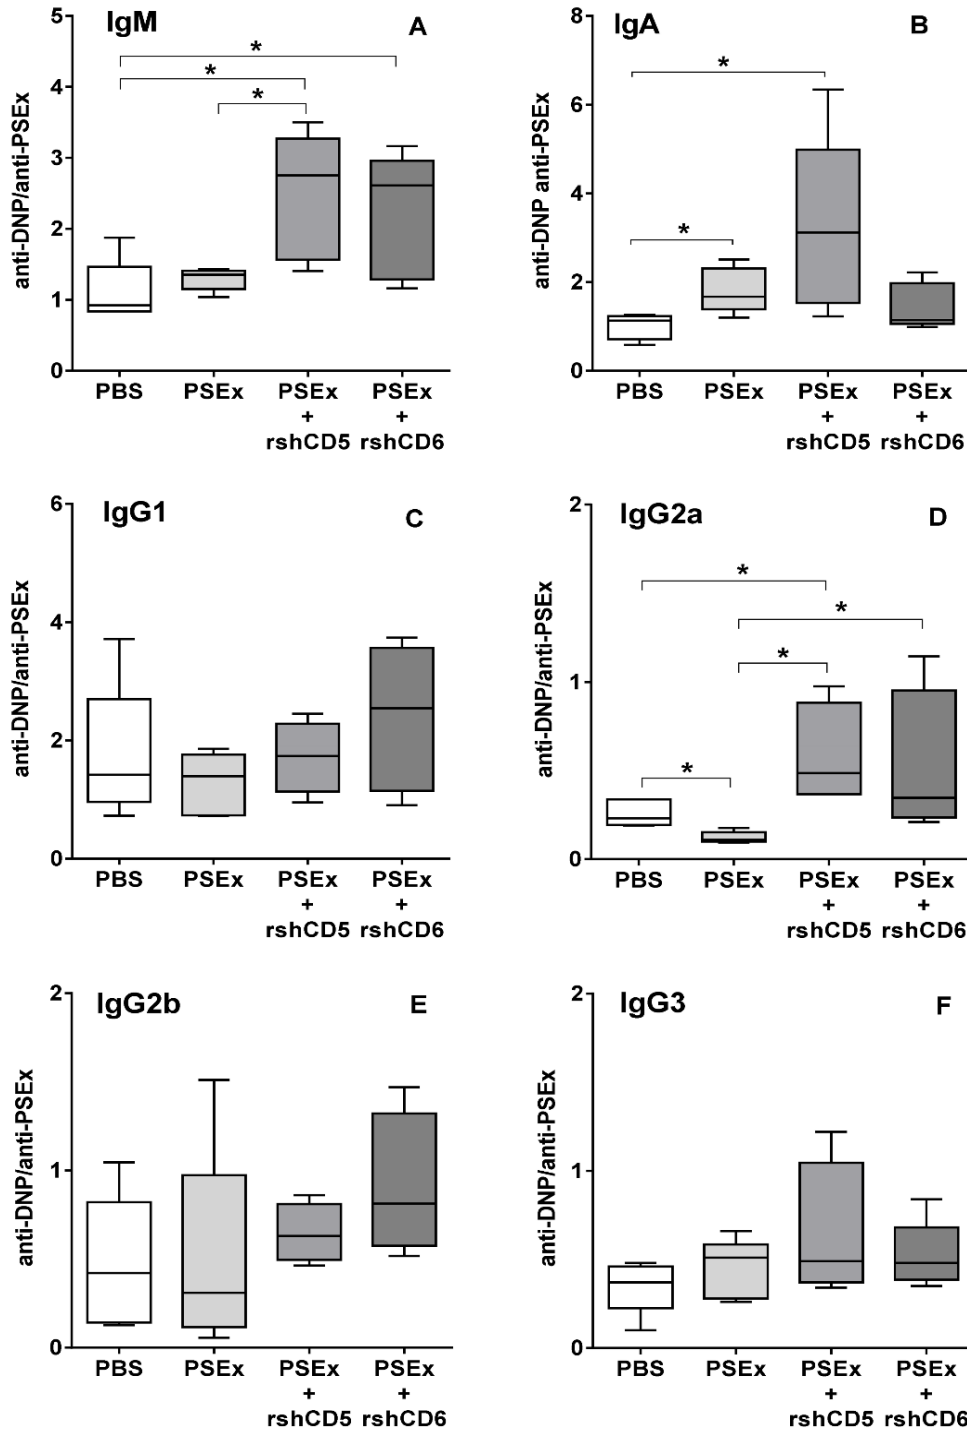 IgM
A
anti-DNP/anti-PSEx
5
4
3
2
1
0
*
*
*
PBS PSEx PSEx PSEx
+ +
rshCD5 rshCD6
IgA
B
anti-DNP anti-PSEx
8
6
4
2
0
*
*
PBS PSEx PSEx PSEx
+ +
rshCD5 rshCD6
IgG1
C
anti-DNP/anti-PSEx
6
4
2
0
PBS PSEx PSEx PSEx
+ +
rshCD5 rshCD6
IgG2a
D
anti-DNP/anti-PSEx
2
1
0
*
*
*
*
PBS PSEx PSEx PSEx
+ +
rshCD5 rshCD6
IgG2b
E
anti-DNP/anti-PSEx
2
1
0
PBS PSEx PSEx PSEx
+ +
rshCD5 rshCD6
IgG3
F
anti-DNP/anti-PSEx
2
1
0
PBS PSEx PSEx PSEx
+ +
rshCD5 rshCD6